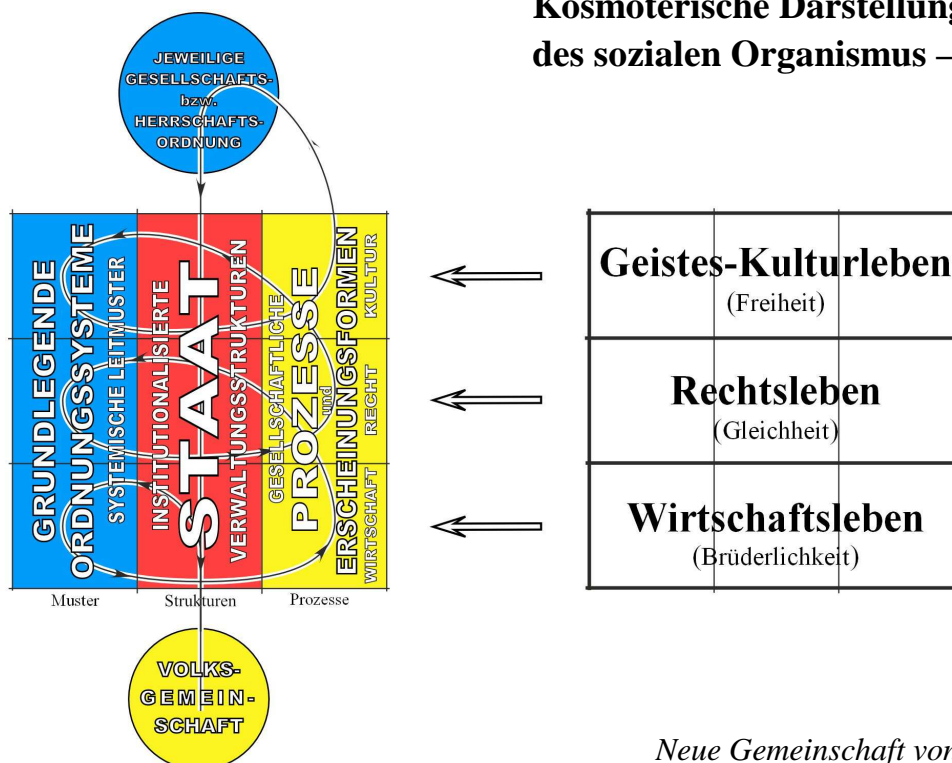 Kosmoterische Darstellung
des sozialen Organismus –
JEWEILIGE
GESELLSCHAFTS-
bzw.
HERRSCHAFTS-
ORDNUNG
GRUNDLEGENDE
ORDNUNGSSYSTEME
SYSTEMISCHE LEITMUSTER
INSTITUTIONALISIERTE
STAAT
VERWALTUNGSSTRUKTUREN
GESELLSCHAFTLICHE
PROZESSE
und
ERSCHEINUNGSFORMEN
KULTUR
RECHT
WIRTSCHAFT
Muster
Strukturen
Prozesse
Geistes-Kulturleben
(Freiheit)
Rechtsleben
(Gleichheit)
Wirtschaftsleben
(Brüderlichkeit)
VOLKS-
GEMEIN-
SCHAFT
Neue Gemeinschaft von